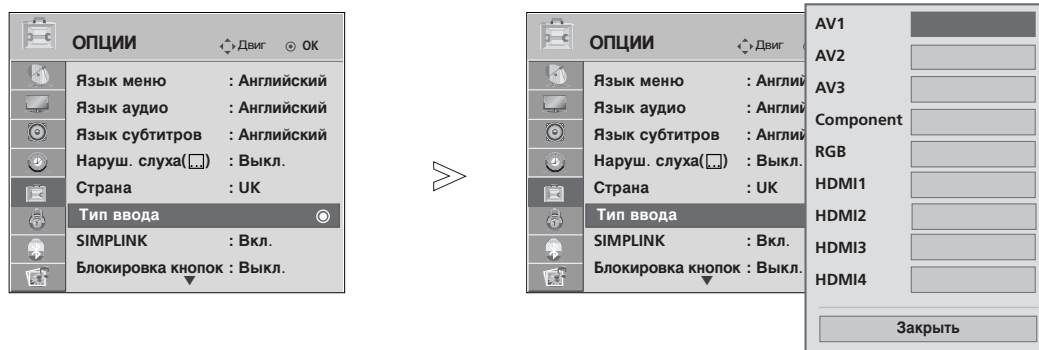 ОПЦИИ
Двиг
ОК
Язык меню : Английский
Язык аудио : Английский
Язык субтитров : Английский
Наруш. слуха() : Выкл.
Страна : UK
Тип ввода
SIMPLINK : Вкл.
Блокировка кнопок : Выкл.
ОПЦИИ
Двиг
Язык меню : Англий
Язык аудио : Англий
Язык субтитров : Англий
Наруш. слуха() : Выкл.
Страна : UK
Тип ввода
SIMPLINK : Вкл.
Блокировка кнопок : Выкл.
AV1
AV2
AV3
Component
RGB
HDMI1
HDMI2
HDMI3
HDMI4
Закрыть